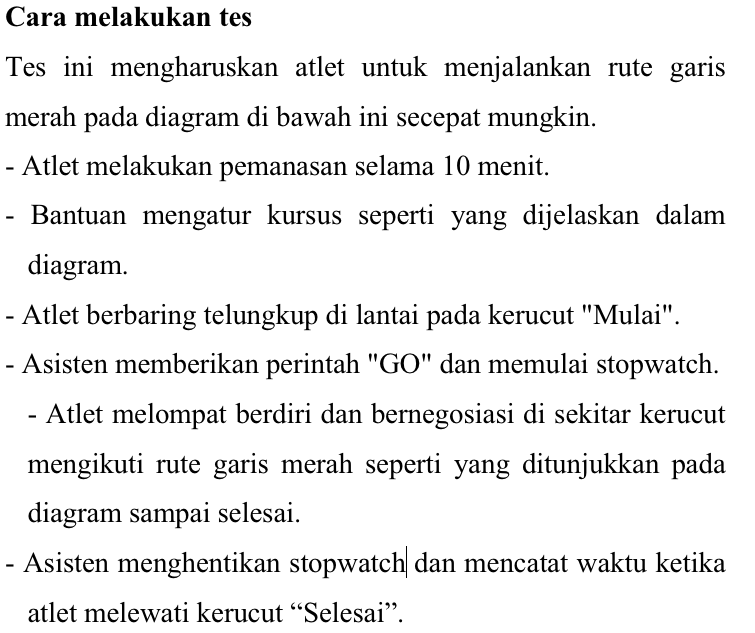 Cara melakukan tes
Tes ini mengharuskan atlet untuk menjalankan rute garis
merah pada diagram di bawah ini secepat mungkin.
- Atlet melakukan pemanasan selama 10 menit.
- Bantuan mengatur kursus seperti yang dijelaskan dalam
diagram.
- Atlet berbaring telungkup di lantai pada kerucut "Mulai".
- Asisten memberikan perintah "GO" dan memulai stopwatch.
- Atlet melompat berdiri dan bernegosiasi di sekitar kerucut
mengikuti rute garis merah seperti yang ditunjukkan pada
diagram sampai selesai.
- Asisten menghentikan stopwatch dan mencatat waktu ketika
atlet melewati kerucut “Selesai”.